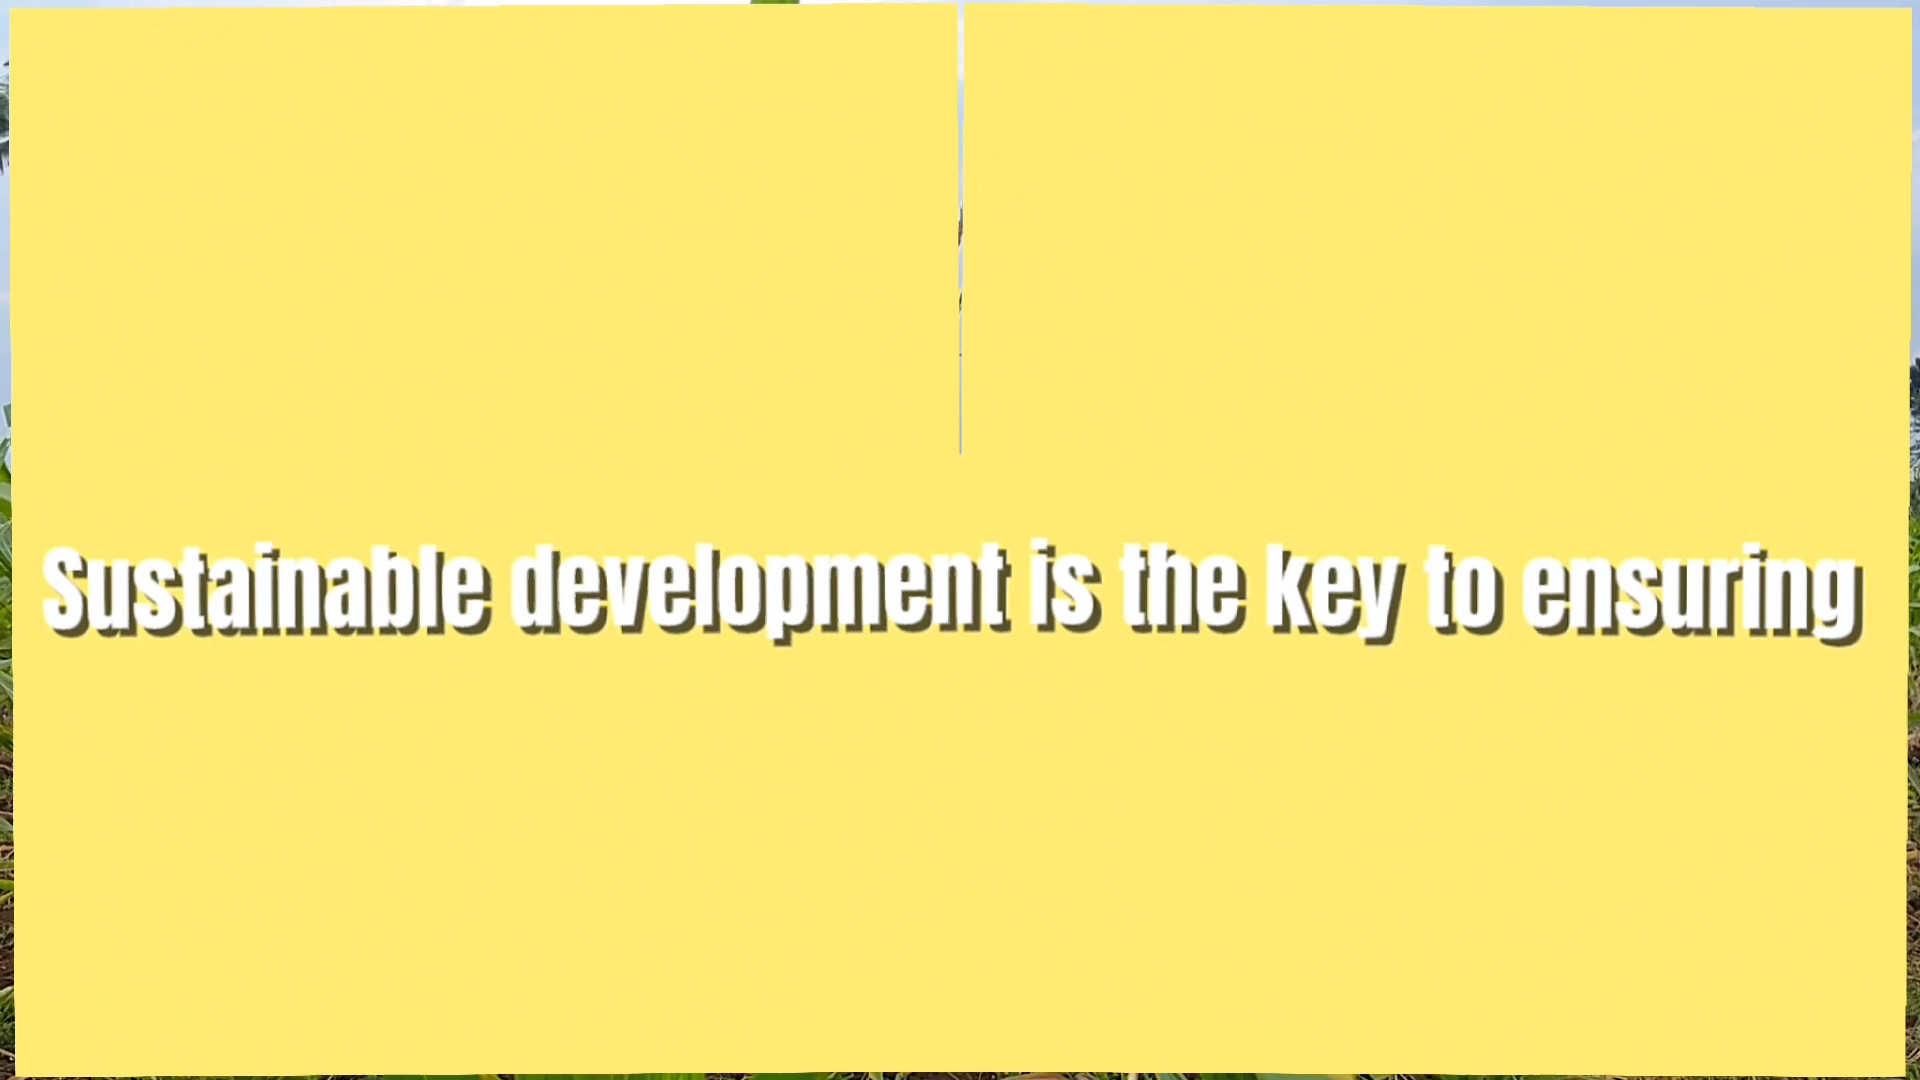 Sustainable development is the key to ensuring